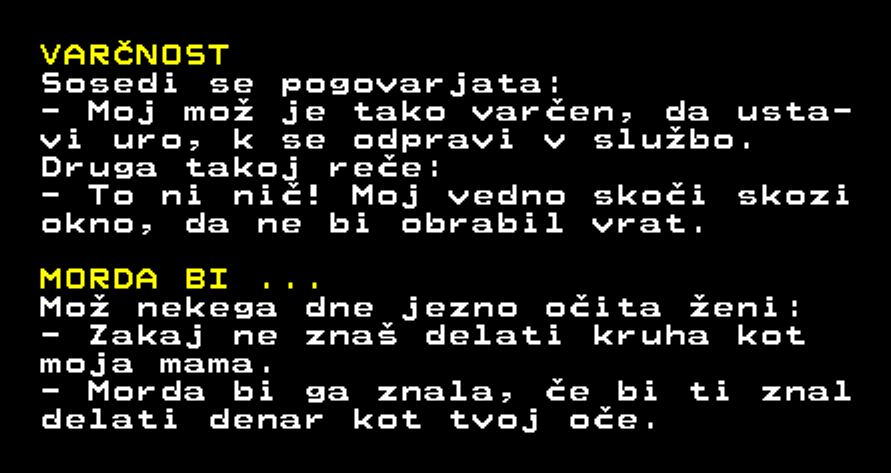 VARČNOST
Sosedi se pogovarjata:
- Moj mož je tako varčen, da usta-
vi uro, k se odpravi v službo.
Druga takoj reče:
- To ni nič! Moj vedno skoči skozi
okno, da ne bi obrabil vrat.
MORDA BI ...
Mož nekega dne jezno očita ženi:
- Zakaj ne znaš delati kruha kot
moja mama.
- Morda bi ga znala, če bi ti znal
delati denar kot tvoj oče.